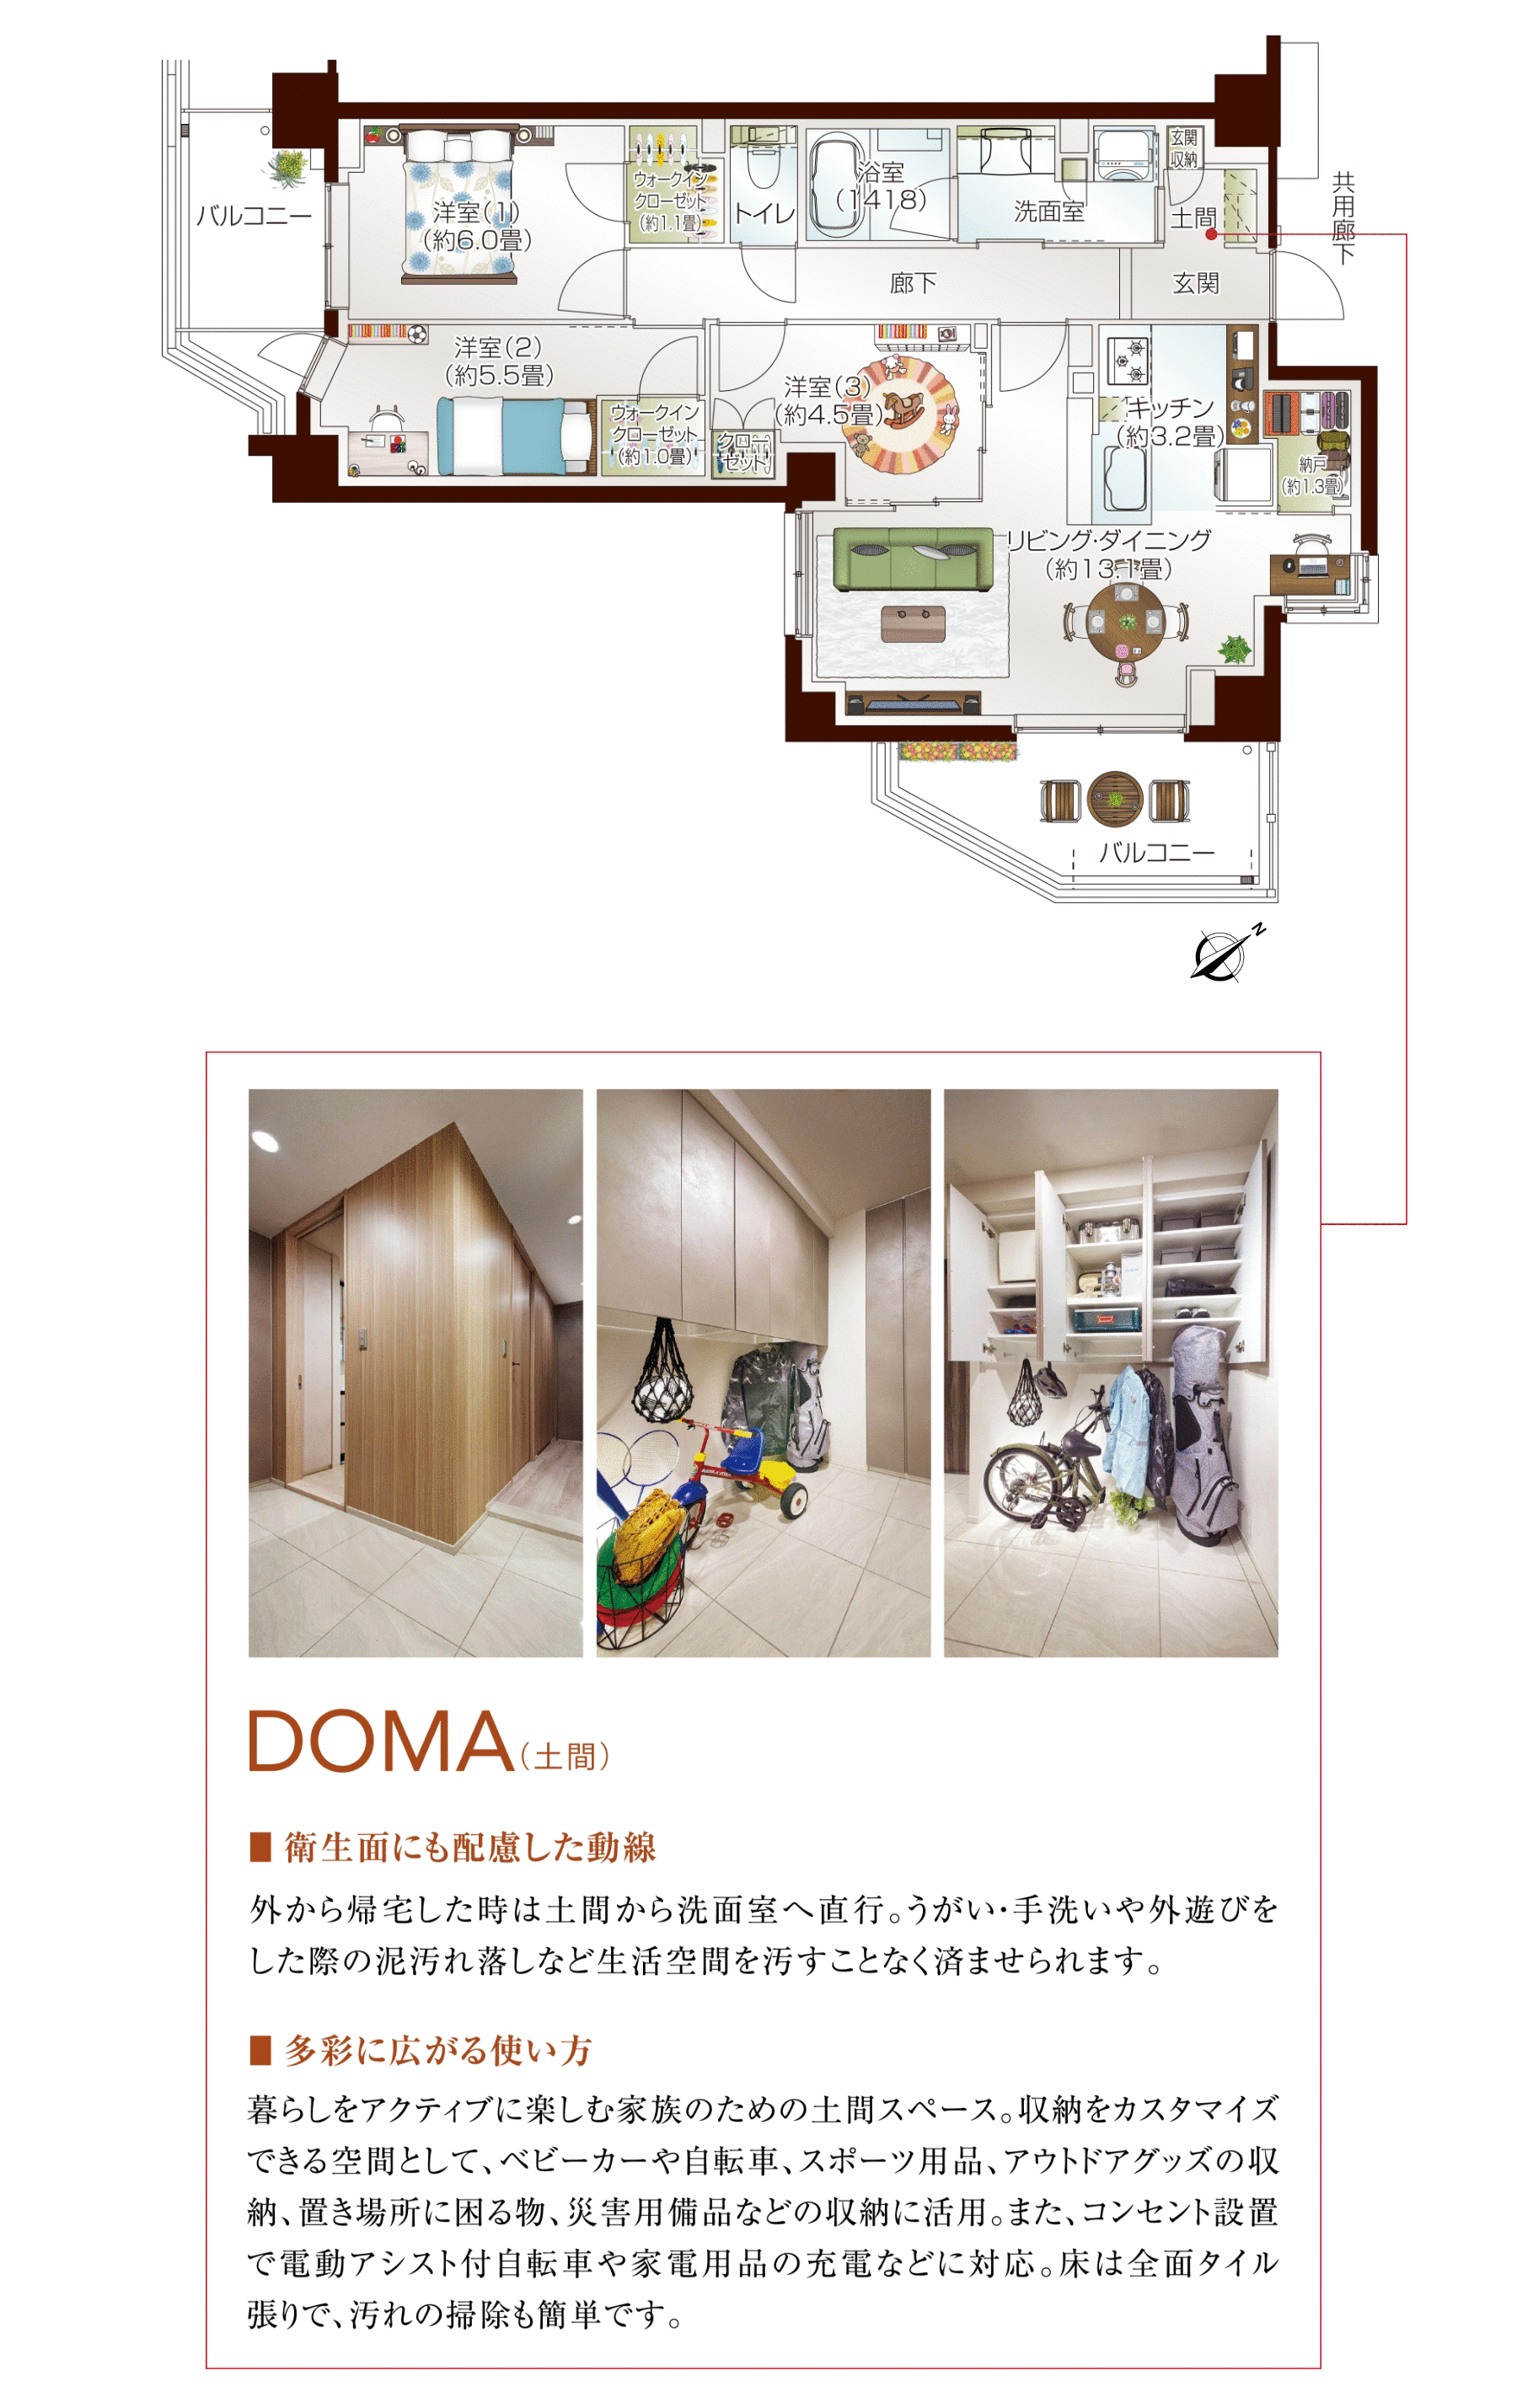 バルコニー
洋室(1)
(約6.0畳)
ウォークイン
クローゼット
(約1.1畳)
トイレ
浴室
(1418)
洗面室
玄関
収納
土間
共用廊下
廊下
玄関
洋室(2)
(約5.5畳)
ウォークイン
クローゼット
(約1.0畳)
クロー
ゼット
洋室(3)
(約4.5畳)
キッチン
(約3.2畳)
納戸
(約1.3畳)
リビング・ダイニング
(約13.1畳)
バルコニー
N
DOMA(土間)
■ 衛生面にも配慮した動線
外から帰宅した時は土間から洗面室へ直行。うがい・手洗いや外遊びを
した際の泥汚れ落しなど生活空間を汚すことなく済ませられます。
■ 多彩に広がる使い方
暮らしをアクティブに楽しむ家族のための土間スペース。収納をカスタマイズ
できる空間として、ベビーカーや自転車、スポーツ用品、アウトドアグッズの収
納、置き場所に困る物、災害用備品などの収納に活用。また、コンセント設置
で電動アシスト付自転車や家電用品の充電などに対応。床は全面タイル
張りで、汚れの掃除も簡単です。